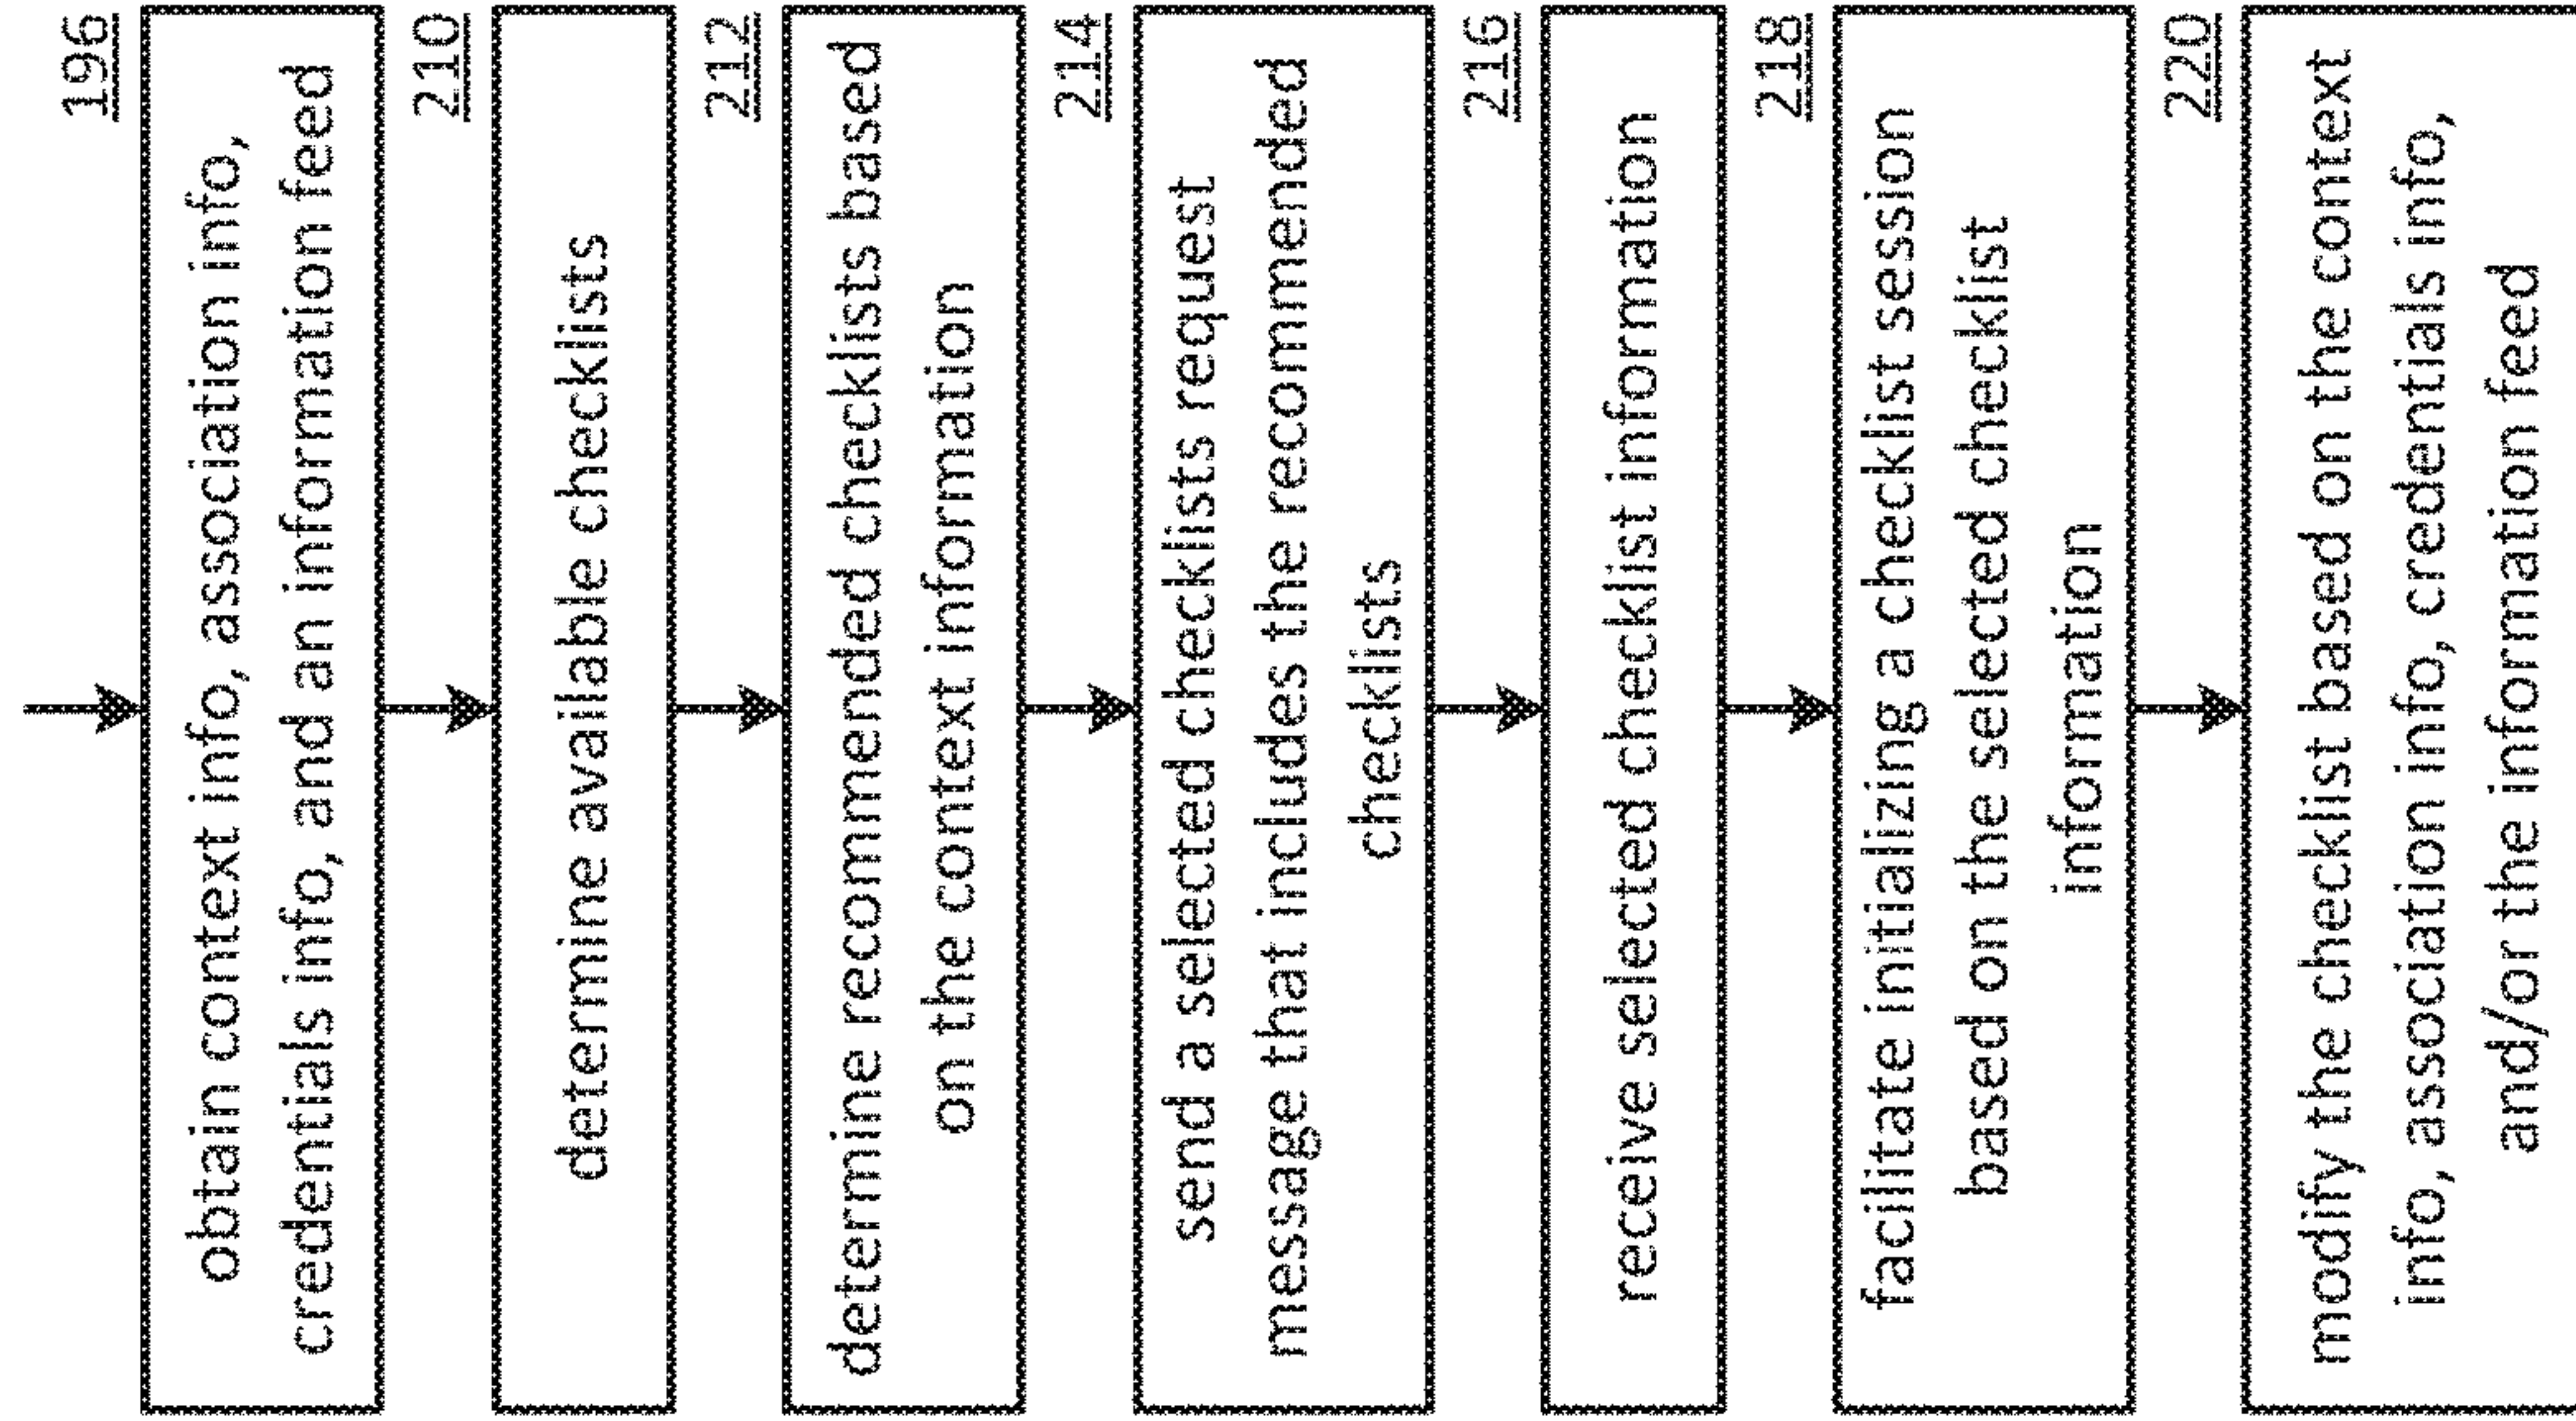 196
obtain context info, association info,
credentials info, and an information feed
210
determine available checklists
212
determine recommended checklists based
on the context information
214
send a selected checklists request
message that includes the recommended
checklists
216
receive selected checklist information
218
facilitate initializing a checklist session
based on the selected checklist
information
220
modify the checklist based on the context
info, association info, credentials info,
and/or the information feed